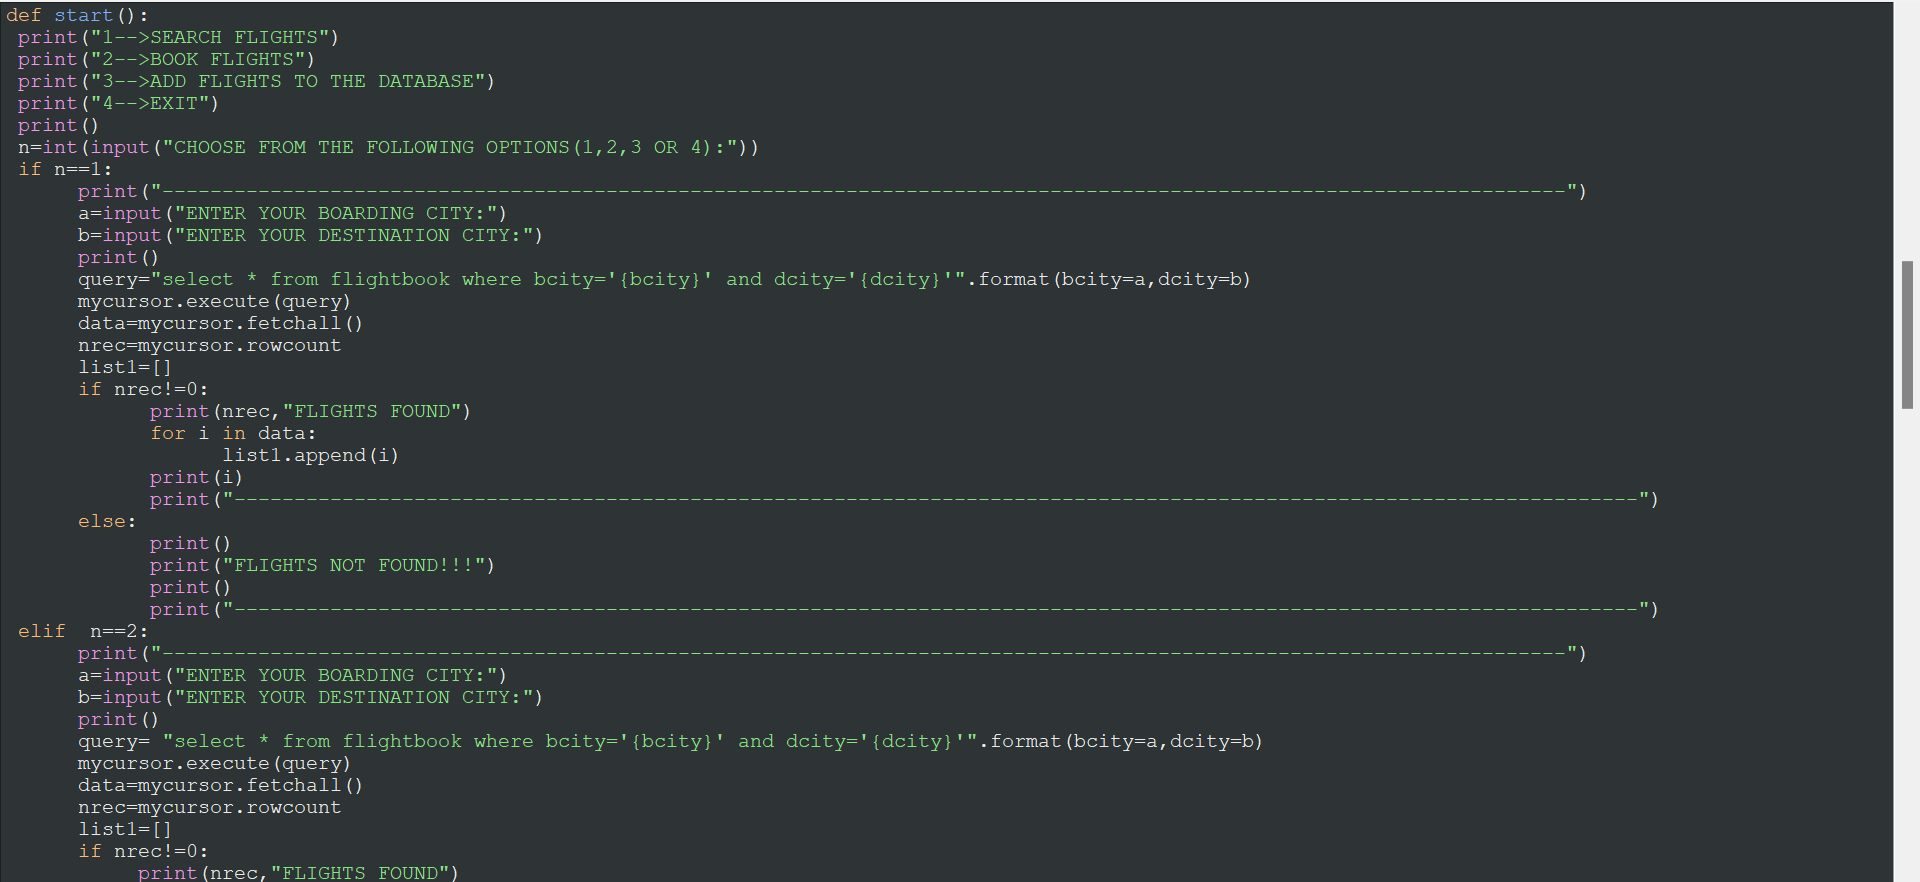 def start():
 print("1-->SEARCH FLIGHTS")
 print("2-->BOOK FLIGHTS")
 print("3-->ADD FLIGHTS TO THE DATABASE")
 print("4-->EXIT")
 print()
 n=int(input("CHOOSE FROM THE FOLLOWING OPTIONS(1,2,3 OR 4):"))
 if n==1:
      print("---------------------------------------------------------------------------------------------------------------------")
      a=input("ENTER YOUR BOARDING CITY:")
      b=input("ENTER YOUR DESTINATION CITY:")
      print()
      query="select * from flightbook where bcity='{bcity}' and dcity='{dcity}'".format(bcity=a,dcity=b)
      mycursor.execute(query)
      data=mycursor.fetchall()
      nrec=mycursor.rowcount
      list1=[]
      if nrec!=0:
            print(nrec,"FLIGHTS FOUND")
            for i in data:
                  list1.append(i)
            print(i)
            print("---------------------------------------------------------------------------------------------------------------------")
      else:
            print()
            print("FLIGHTS NOT FOUND!!!")
            print()
            print("---------------------------------------------------------------------------------------------------------------------")
 elif  n==2:
      print("---------------------------------------------------------------------------------------------------------------------")
      a=input("ENTER YOUR BOARDING CITY:")
      b=input("ENTER YOUR DESTINATION CITY:")
      print()
      query= "select * from flightbook where bcity='{bcity}' and dcity='{dcity}'".format(bcity=a,dcity=b)
      mycursor.execute(query)
      data=mycursor.fetchall()
      nrec=mycursor.rowcount
      list1=[]
      if nrec!=0:
           print(nrec,"FLIGHTS FOUND")